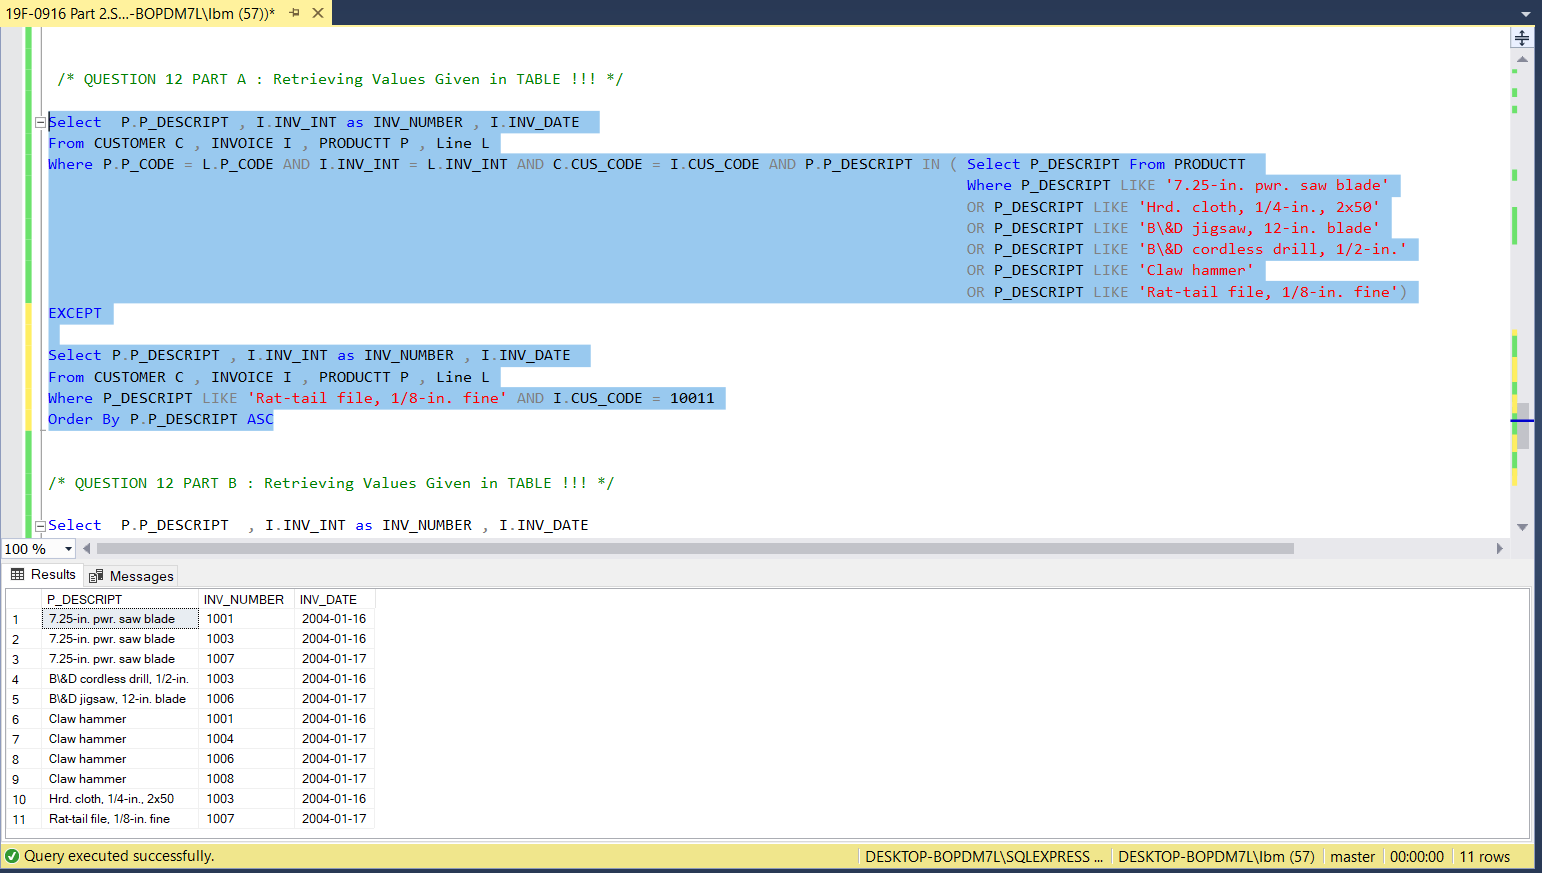 19F-0916 Part 2.S...-BOPDM7L\Ibm (57))*
/* QUESTION 12 PART A : Retrieving Values Given in TABLE !!! */
Select  P.P_DESCRIPT , I.INV_INT as INV_NUMBER , I.INV_DATE
From CUSTOMER C , INVOICE I , PRODUCTT P , Line L
Where P.P_CODE = L.P_CODE AND I.INV_INT = L.INV_INT AND C.CUS_CODE = I.CUS_CODE AND P.P_DESCRIPT IN ( Select P_DESCRIPT From PRODUCTT
Where P_DESCRIPT LIKE '7.25-in. pwr. saw blade'
OR P_DESCRIPT LIKE 'Hrd. cloth, 1/4-in., 2x50'
OR P_DESCRIPT LIKE 'B\&D jigsaw, 12-in. blade'
OR P_DESCRIPT LIKE 'B\&D cordless drill, 1/2-in.'
OR P_DESCRIPT LIKE 'Claw hammer'
OR P_DESCRIPT LIKE 'Rat-tail file, 1/8-in. fine')
EXCEPT
Select P.P_DESCRIPT , I.INV_INT as INV_NUMBER , I.INV_DATE
From CUSTOMER C , INVOICE I , PRODUCTT P , Line L
Where P_DESCRIPT LIKE 'Rat-tail file, 1/8-in. fine' AND I.CUS_CODE = 10011
Order By P.P_DESCRIPT ASC
/* QUESTION 12 PART B : Retrieving Values Given in TABLE !!! */
Select  P.P_DESCRIPT  , I.INV_INT as INV_NUMBER , I.INV_DATE
100 %
Results Messages
P_DESCRIPT INV_NUMBER INV_DATE
1 7.25-in. pwr. saw blade 1001 2004-01-16
2 7.25-in. pwr. saw blade 1003 2004-01-16
3 7.25-in. pwr. saw blade 1007 2004-01-17
4 B\&D cordless drill, 1/2-in. 1003 2004-01-16
5 B\&D jigsaw, 12-in. blade 1006 2004-01-17
6 Claw hammer 1001 2004-01-16
7 Claw hammer 1004 2004-01-17
8 Claw hammer 1006 2004-01-17
9 Claw hammer 1008 2004-01-17
10 Hrd. cloth, 1/4-in., 2x50 1003 2004-01-16
11 Rat-tail file, 1/8-in. fine 1007 2004-01-17
Query executed successfully. DESKTOP-BOPDM7L\SQLEXPRESS ... DESKTOP-BOPDM7L\Ibm (57) master 00:00:00 11 rows